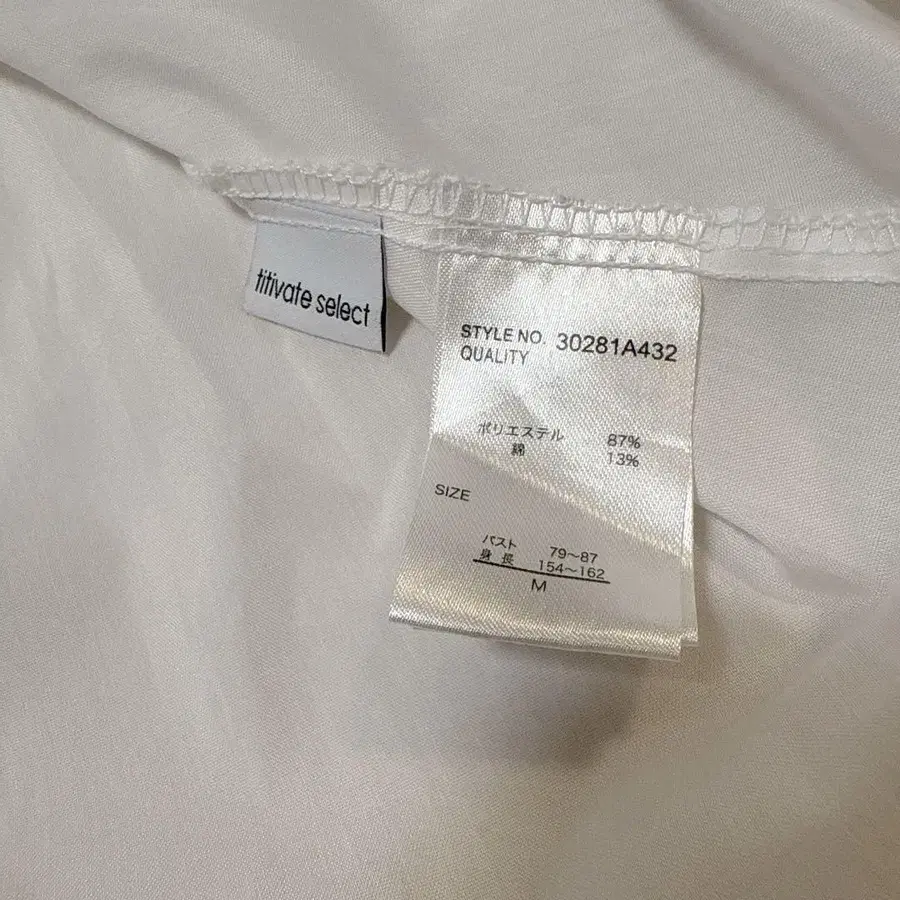 titivate select
STYLE NO. 30281A432
QUALITY
ポリエステル 87%
綿 13%
SIZE
バスト 79～87
身長 154～162
M